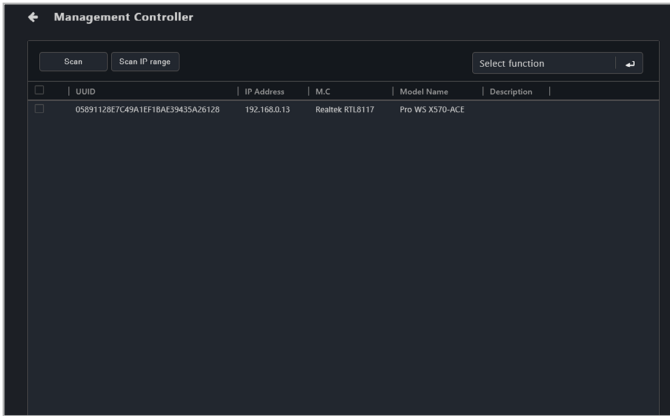 Management Controller
Scan Scan IP range Select function
UUID IP Address M.C Model Name Description
05891128E7C49A1EF1BAE39435A26128 192.168.0.13 Realtek RTL8117 Pro WS X570-ACE